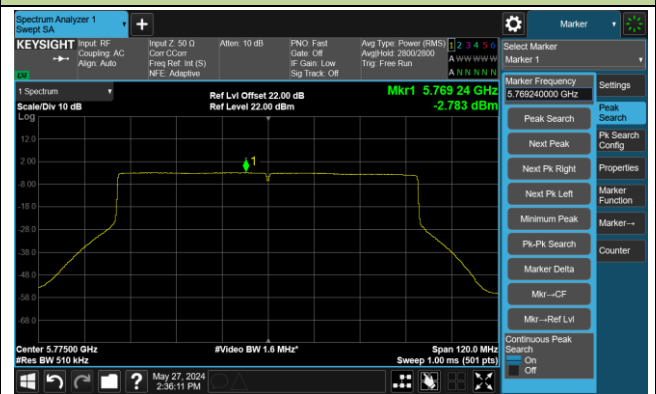 Spectrum Analyzer 1
Swept SA
Marker
KEYSIGHT
Input: RF
Coupling: AC
Align: Auto
Input Z: 50 Ω
Corr CCorr
Freq Ref: Int (S)
NFE: Adaptive
Atten: 10 dB
PNO: Fast
Gate: Off
IF Gain: Low
Sig Track: Off
Avg Type: Power (RMS)
Avg|Hold: 2800/2800
Trig: Free Run
1 2 3 4 5 6
A W W W W W
A N N N N N
Select Marker
Marker 1
Marker Frequency
5.769240000 GHz
Settings
Peak Search
Next Peak
Next Pk Right
Next Pk Left
Minimum Peak
Pk-Pk Search
Marker Delta
Mkr→CF
Mkr→Ref Lvl
Continuous Peak
Search
On
Off
Peak
Search
Pk Search
Config
Properties
Marker
Function
Marker→
Counter
1 Spectrum
Scale/Div 10 dB
Log
Ref Lvl Offset 22.00 dB
Ref Level 22.00 dBm
Mkr1 5.769 24 GHz
-2.783 dBm
12.0
2.00
-8.00
-18.0
-28.0
-38.0
-48.0
-58.0
-68.0
1
Center 5.77500 GHz
#Res BW 510 kHz
#Video BW 1.6 MHz*
Span 120.0 MHz
Sweep 1.00 ms (501 pts)
May 27, 2024
2:36:11 PM